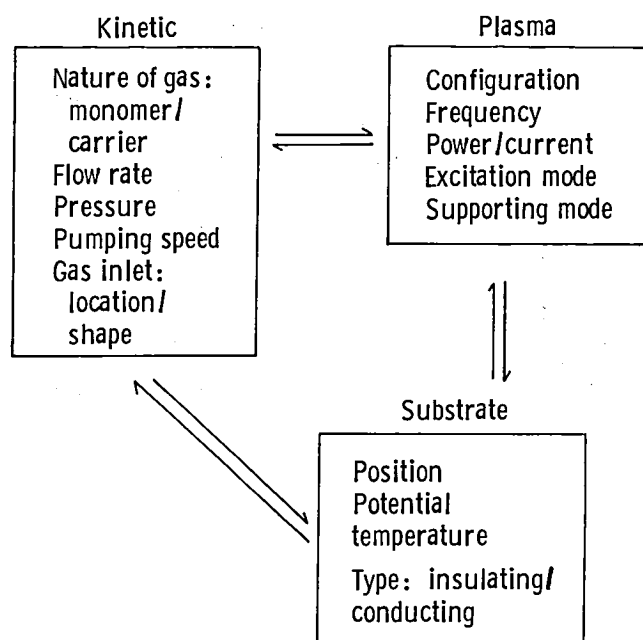 Kinetic
Nature of gas:
monomer/
carrier
Flow rate
Pressure
Pumping speed
Gas inlet:
location/
shape
Plasma
Configuration
Frequency
Power/current
Excitation mode
Supporting mode
Substrate
Position
Potential
temperature
Type: insulating/
conducting